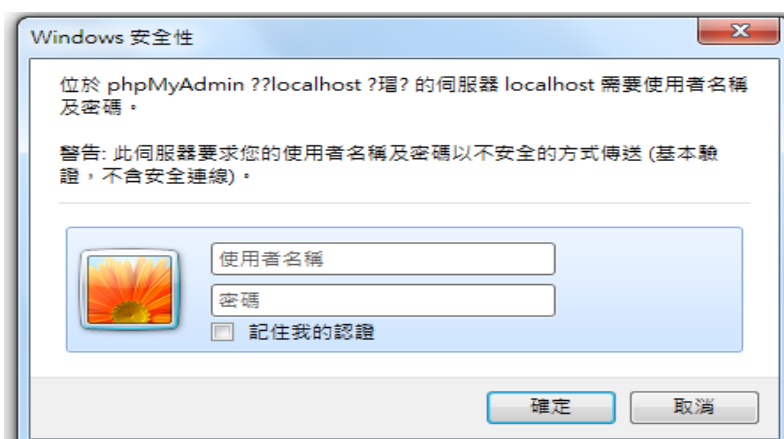 Windows 安全性
位於 phpMyAdmin ??localhost ?瑁? 的伺服器 localhost 需要使用者名稱
及密碼。
警告: 此伺服器要求您的使用者名稱及密碼以不安全的方式傳送 (基本驗
證，不含安全連線)。
使用者名稱
密碼
記住我的認證
確定
取消